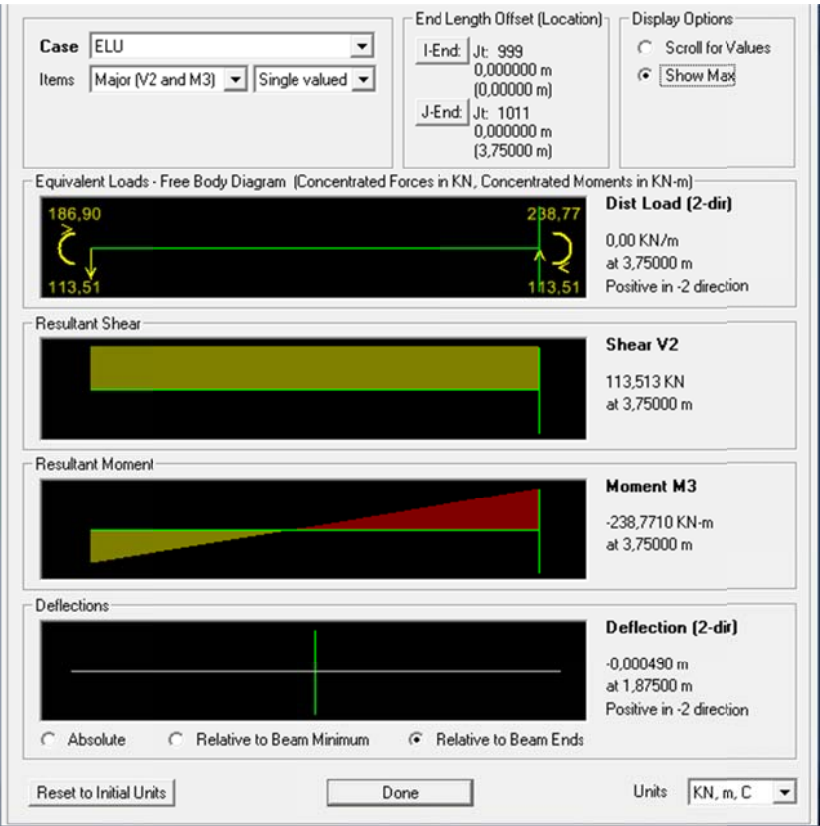 End Length Offset (Location)
Display Options
Case ELU
Items Major (V2 and M3) Single valued
I-End: Jt: 999
0,000000 m
(0,00000 m)
J-End: Jt: 1011
0,000000 m
(3,75000 m)
Scroll for Values
Show Max
Equivalent Loads - Free Body Diagram (Concentrated Forces in KN, Concentrated Moments in KN-m)
186,90 238,77
113,51 113,51
Dist Load (2-dir)
0,00 KN/m
at 3,75000 m
Positive in -2 direction
Resultant Shear
Shear V2
113,513 KN
at 3,75000 m
Resultant Moment
Moment M3
-238,7710 KN-m
at 3,75000 m
Deflections
Deflection (2-dir)
-0,000490 m
at 1,87500 m
Positive in -2 direction
Absolute Relative to Beam Minimum Relative to Beam Ends
Reset to Initial Units Done Units KN, m, C